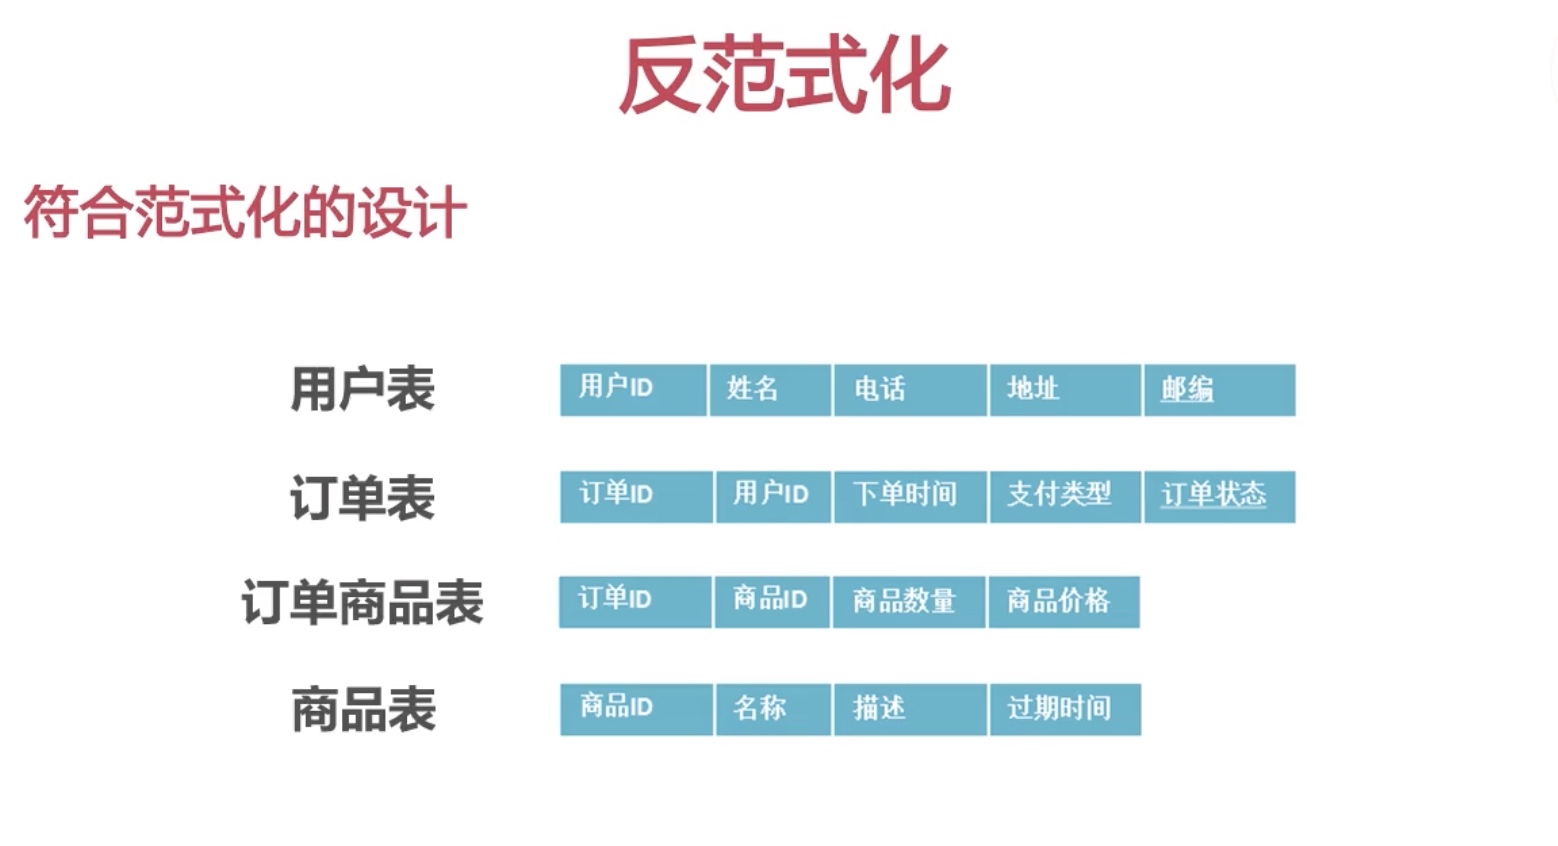 反范式化
符合范式化的设计
用户表 用户ID 姓名 电话 地址 邮编
订单表 订单ID 用户ID 下单时间 支付类型 订单状态
订单商品表 订单ID 商品ID 商品数量 商品价格
商品表 商品ID 名称 描述 过期时间